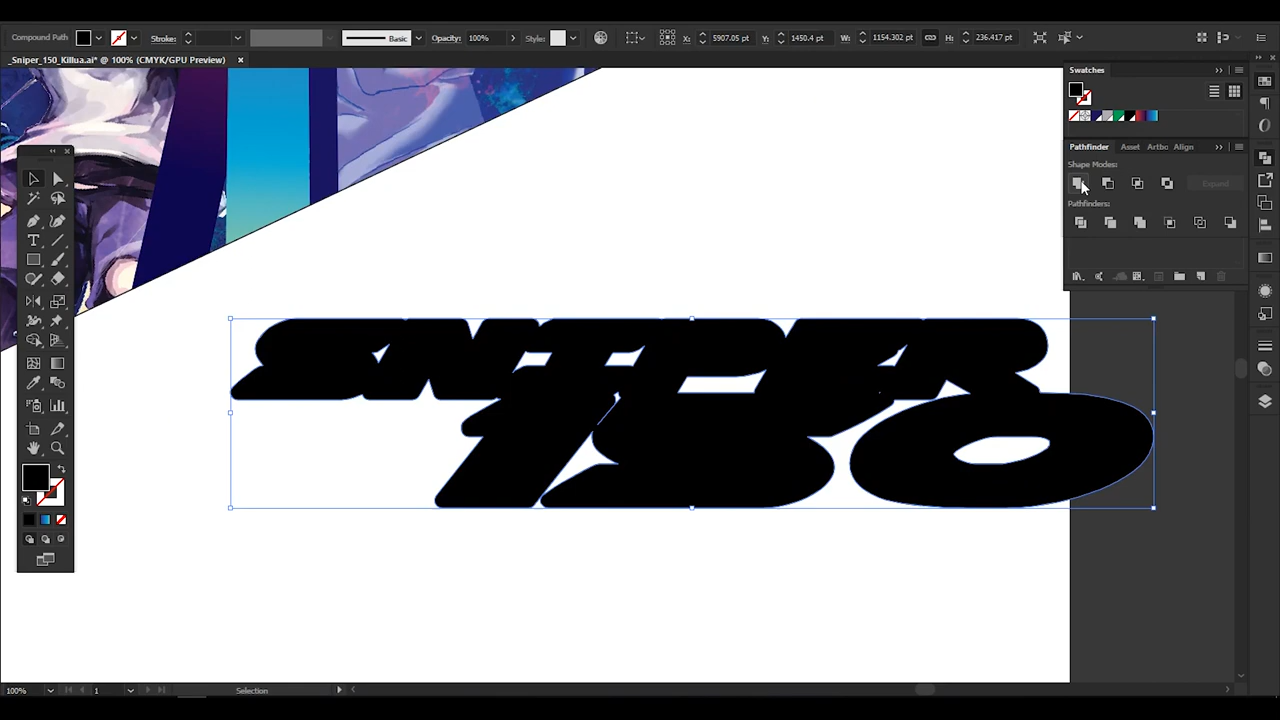 Compound Path Stroke: Basic Opacity: 100% Style: X: 5907.05 pt Y: 1450.4 pt W: 1154.302 pt H: 236.417 pt
_Sniper_150_Killua.ai* @ 100% (CMYK/GPU Preview)
Swatches
Pathfinder Asset Artbo Align
Shape Modes:
Expand
Pathfinders:
SNIPER
150
100% 1 Selection